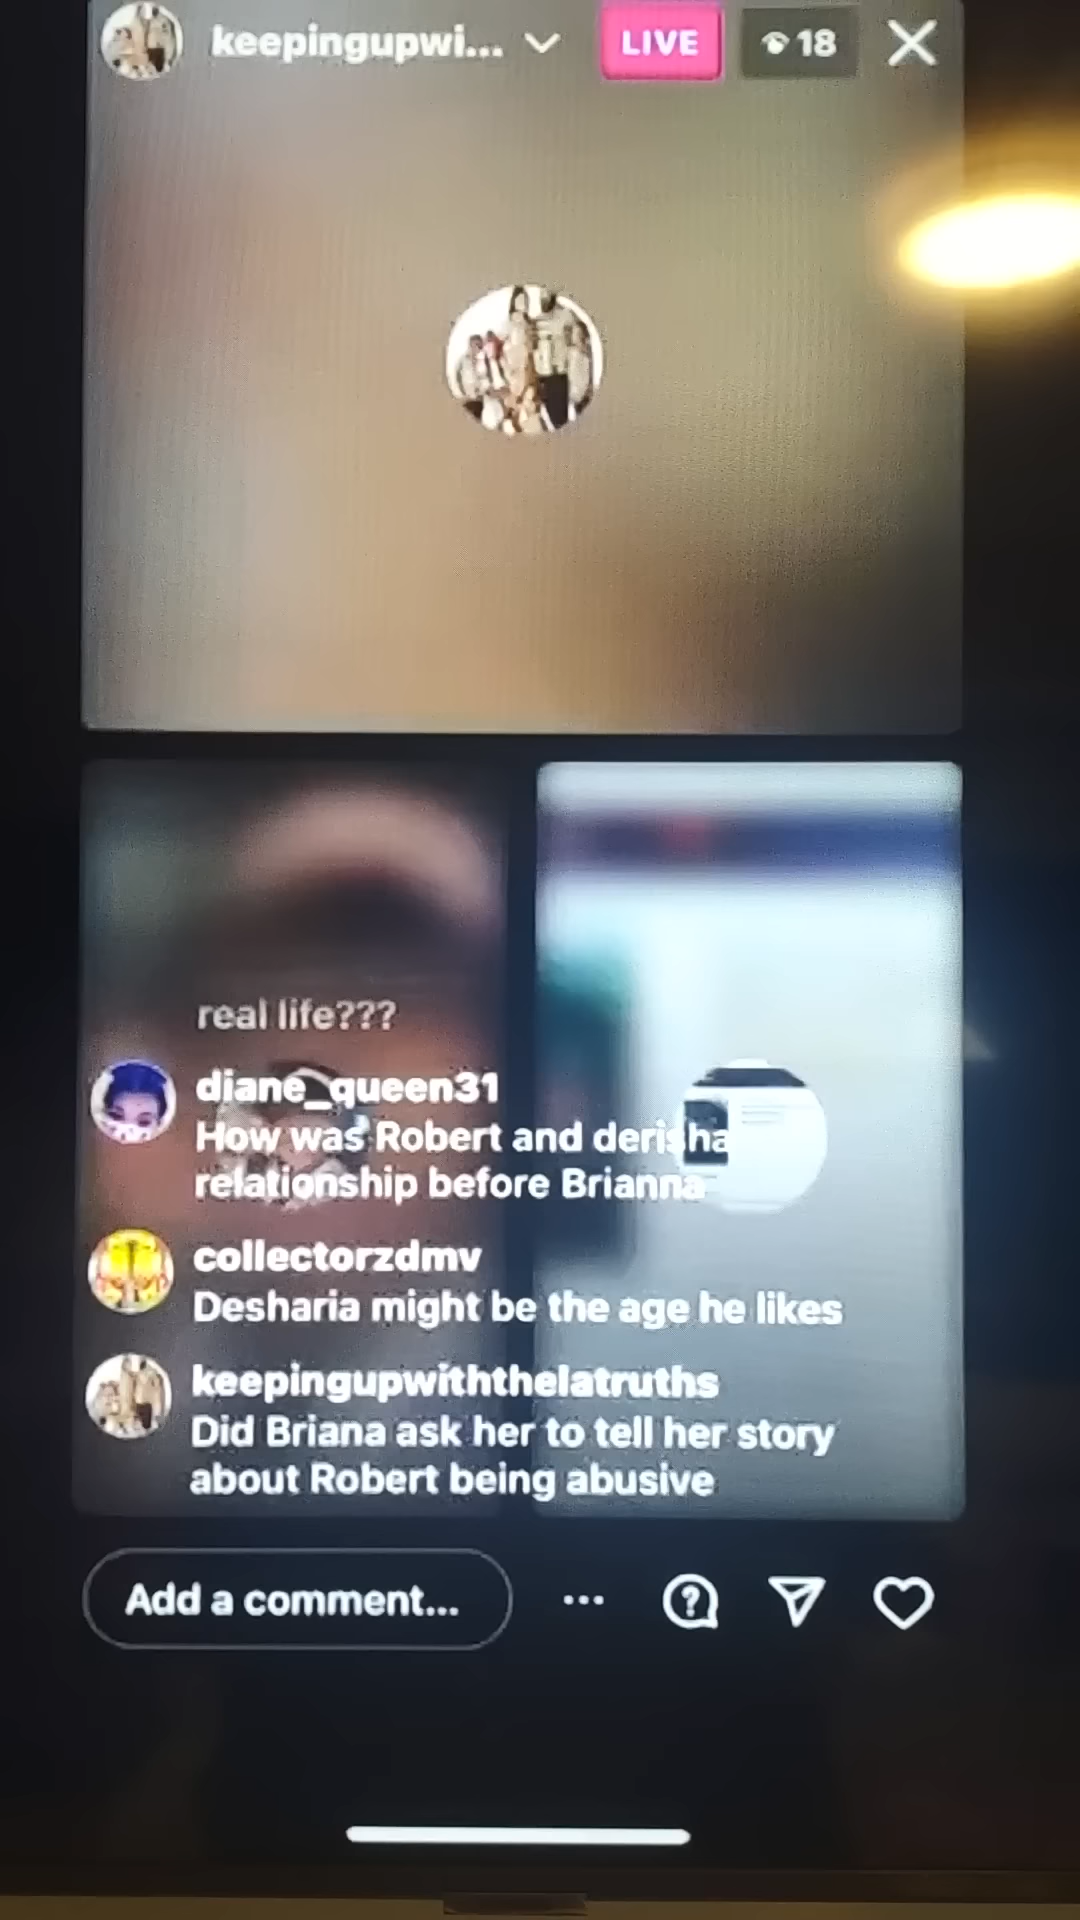 keepingupwi...
LIVE
18
real life???
diane_queen31
How was Robert and derisha
relationship before Brianna
collectorzdmv
Desharia might be the age he likes
keepingupwiththelatruths
Did Briana ask her to tell her story
about Robert being abusive
Add a comment...